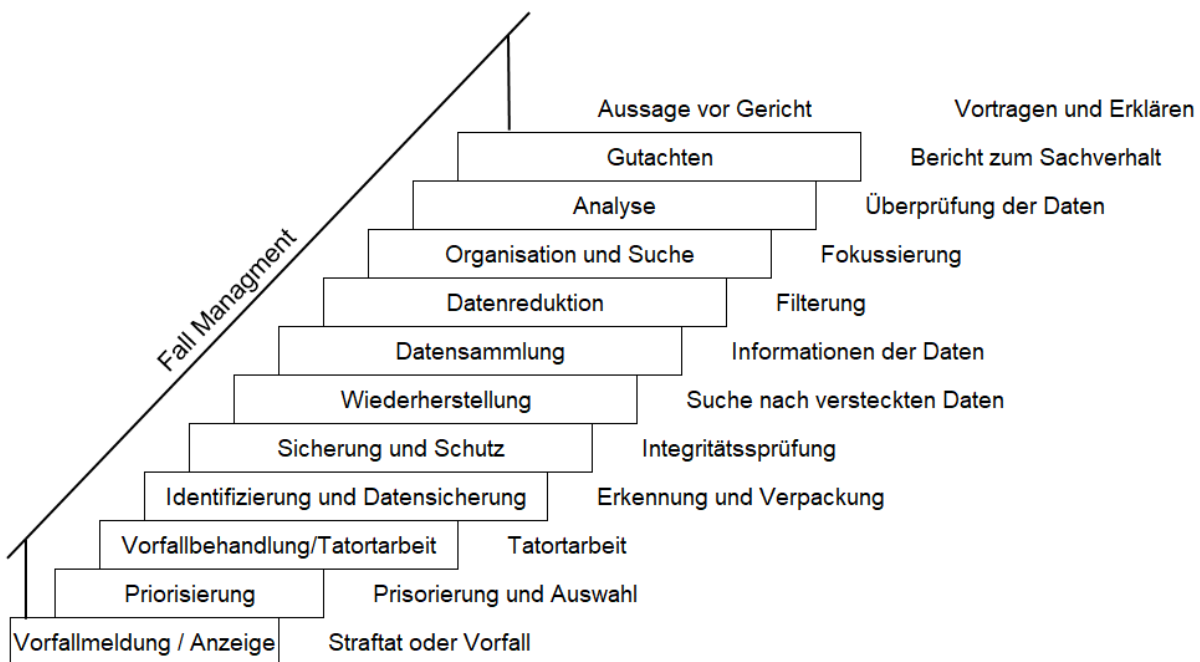 Aussage vor Gericht Vortragen und Erklären
Gutachten Bericht zum Sachverhalt
Analyse Überprüfung der Daten
Organisation und Suche Fokussierung
Fall Managment
Datenreduktion Filterung
Datensammlung Informationen der Daten
Wiederherstellung Suche nach versteckten Daten
Sicherung und Schutz Integritätssprüfung
Identifizierung und Datensicherung Erkennung und Verpackung
Vorfallbehandlung/Tatortarbeit Tatortarbeit
Priorisierung Prisorierung und Auswahl
Vorfallmeldung / Anzeige Straftat oder Vorfall